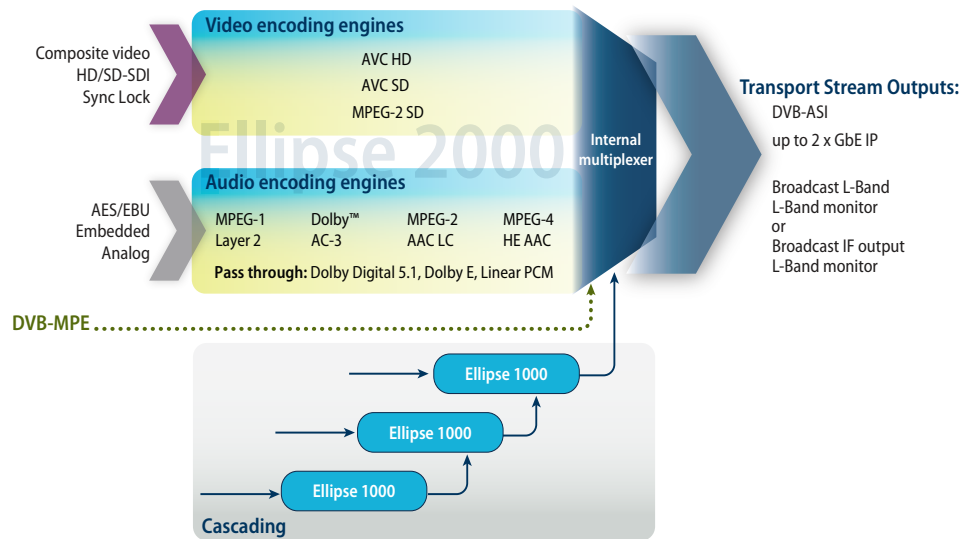 Video encoding engines
Composite video
HD/SD-SDI
Sync Lock
AVC HD
AVC SD
MPEG-2 SD
Ellipse 2000
Internal
multiplexer
Transport Stream Outputs:
DVB-ASI
up to 2 x GbE IP
Broadcast L-Band
L-Band monitor
or
Broadcast IF output
L-Band monitor
Audio encoding engines
AES/EBU
Embedded
Analog
MPEG-1 Dolby™ MPEG-2 MPEG-4
Layer 2 AC-3 AAC LC HE AAC
Pass through: Dolby Digital 5.1, Dolby E, Linear PCM
DVB-MPE
Ellipse 1000
Ellipse 1000
Ellipse 1000
Cascading